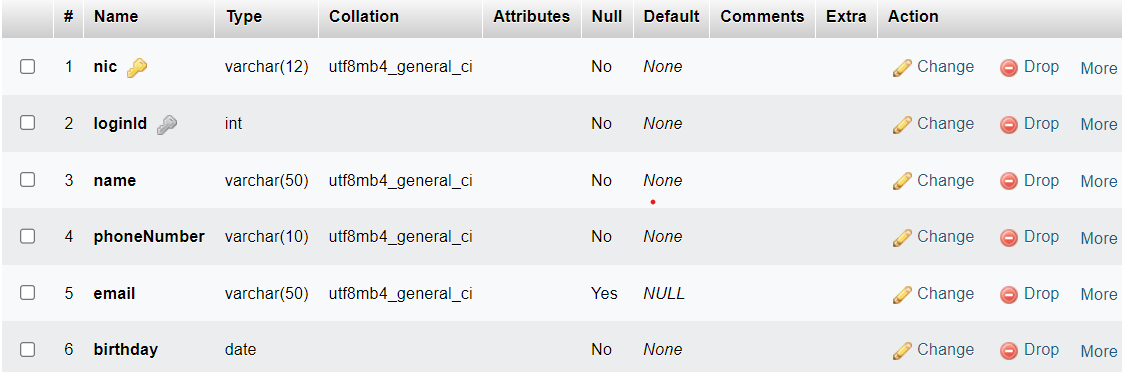 # Name Type Collation Attributes Null Default Comments Extra Action
1 nic varchar(12) utf8mb4_general_ci No None Change Drop More
2 loginId int No None Change Drop More
3 name varchar(50) utf8mb4_general_ci No None Change Drop More
4 phoneNumber varchar(10) utf8mb4_general_ci No None Change Drop More
5 email varchar(50) utf8mb4_general_ci Yes NULL Change Drop More
6 birthday date No None Change Drop More